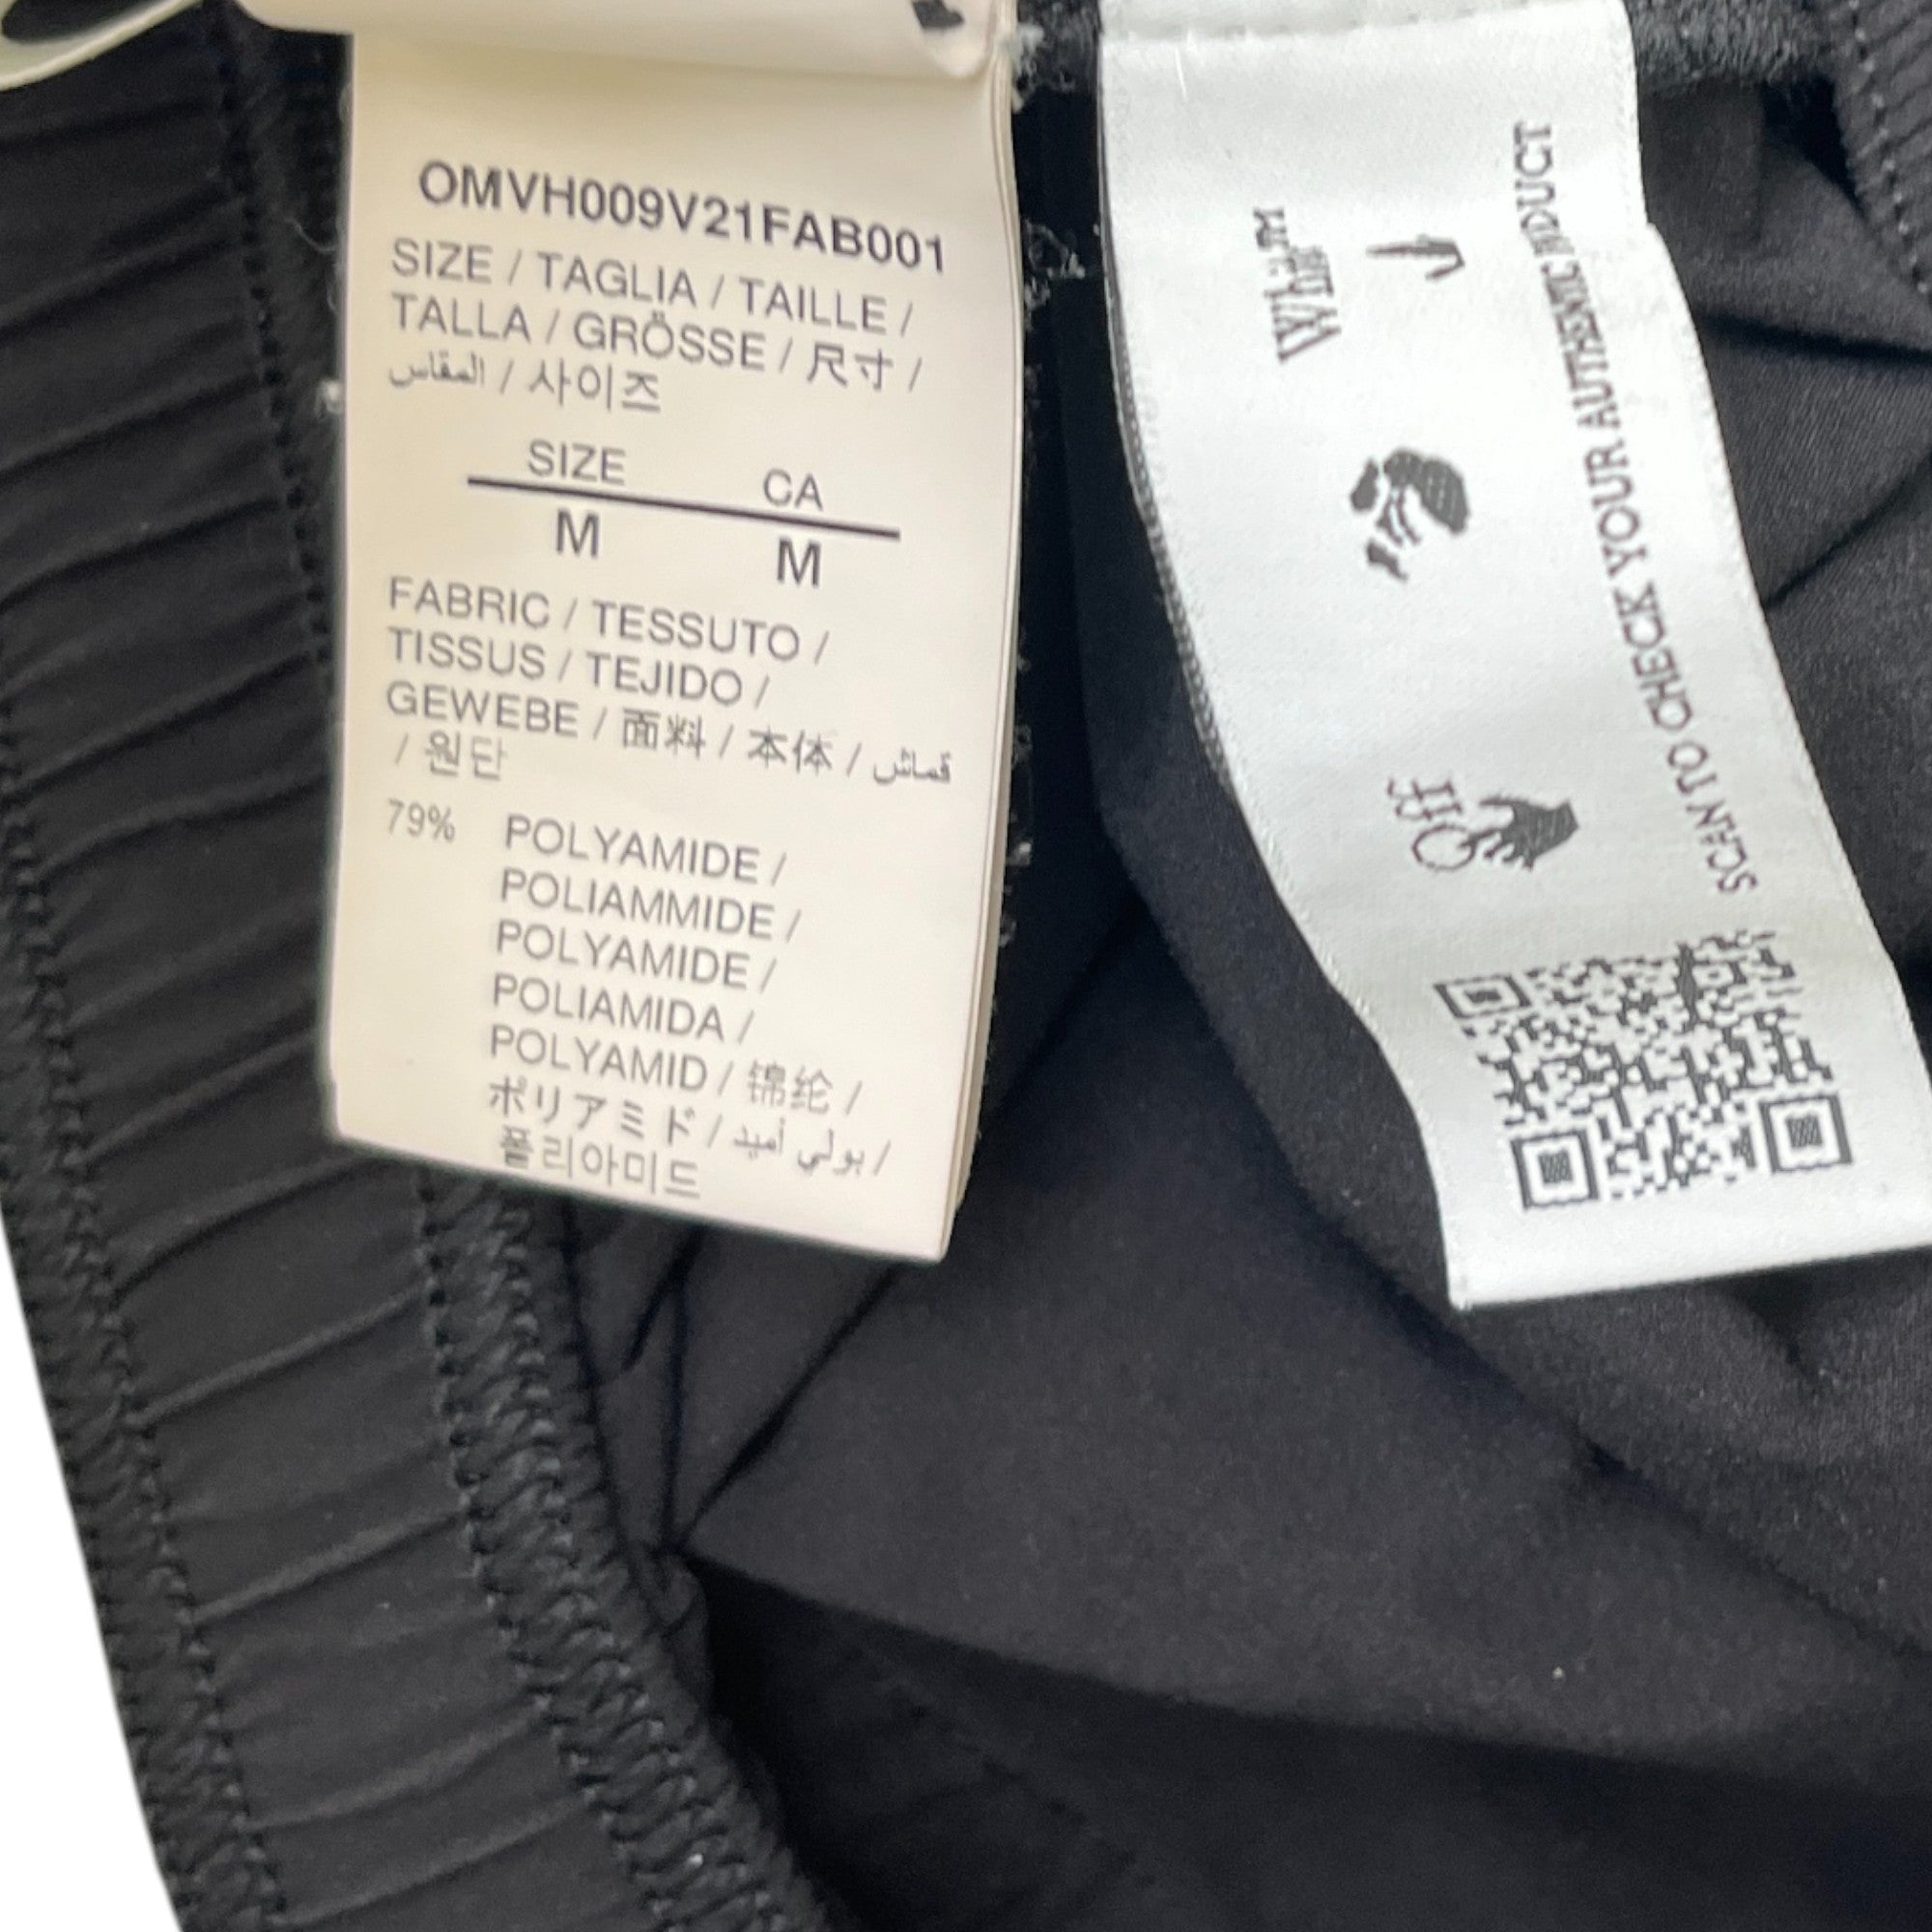 OMVH009V21FAB001
SIZE / TAGLIA / TAILLE /
TALLA / GRÖSSE / 尺寸 /
المقاس / 사이즈
SIZE CA
M M
FABRIC / TESSUTO /
TISSUS / TEJIDO /
GEWEBE / 面料 / 本体 / قماش
/ 원단
79% POLYAMIDE /
POLIAMMIDE /
POLYAMIDE /
POLIAMIDA /
POLYAMID / 锦纶 /
ポリアミド / بولي أميد /
폴리아미드
Off
SCAN TO CHECK YOUR AUTHENTIC